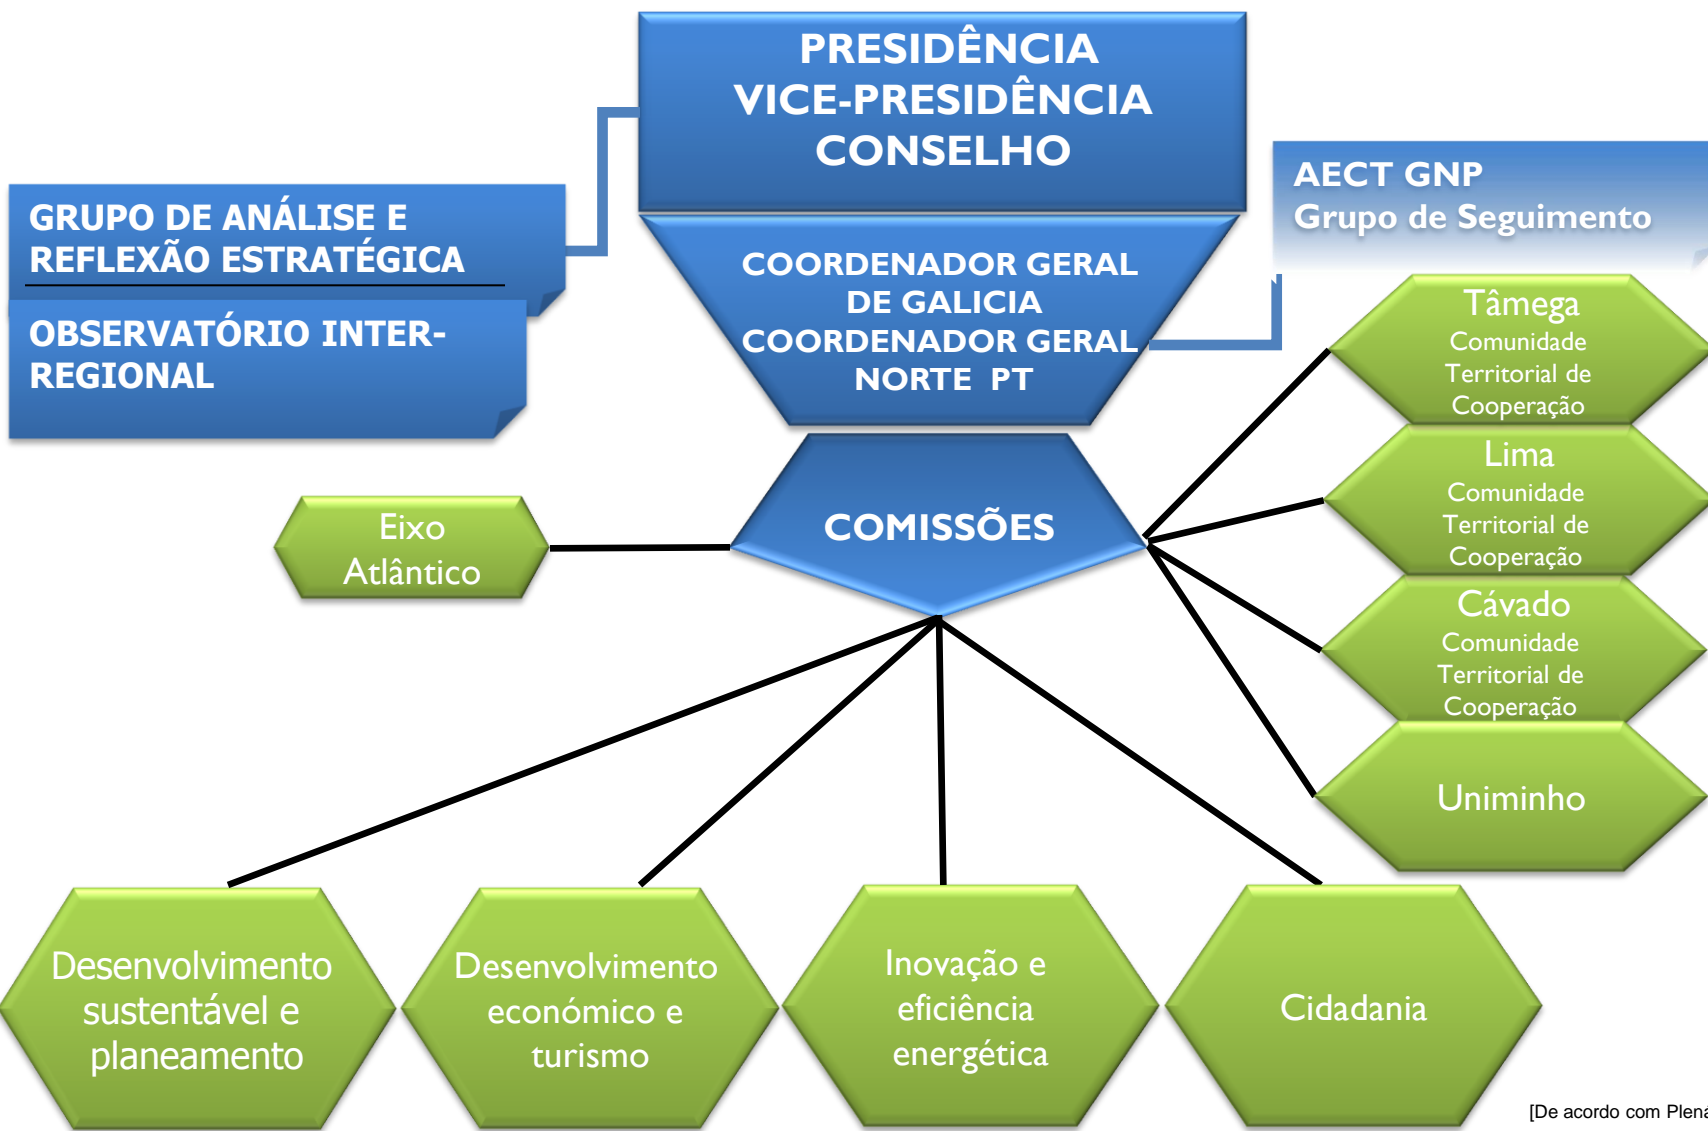 PRESIDÊNCIA
VICE-PRESIDÊNCIA
CONSELHO
GRUPO DE ANÁLISE E
REFLEXÃO ESTRATÉGICA
OBSERVATÓRIO INTER-
REGIONAL
AECT GNP
Grupo de Seguimento
COORDENADOR GERAL
DE GALICIA
COORDENADOR GERAL
NORTE PT
COMISSÕES
Eixo
Atlântico
Tâmega
Comunidade
Territorial de
Cooperação
Lima
Comunidade
Territorial de
Cooperação
Cávado
Comunidade
Territorial de
Cooperação
Uniminho
Desenvolvimento
sustentável e
planeamento
Desenvolvimento
económico e
turismo
Inovação e
eficiência
energética
Cidadania
[De acordo com